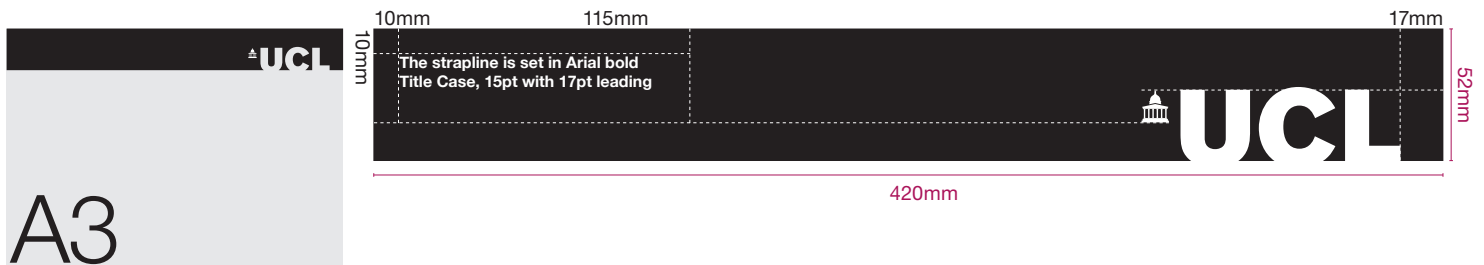 10mm 115mm 17mm
10mm
UCL
The strapline is set in Arial bold
Title Case, 15pt with 17pt leading
UCL
52mm
420mm
A3